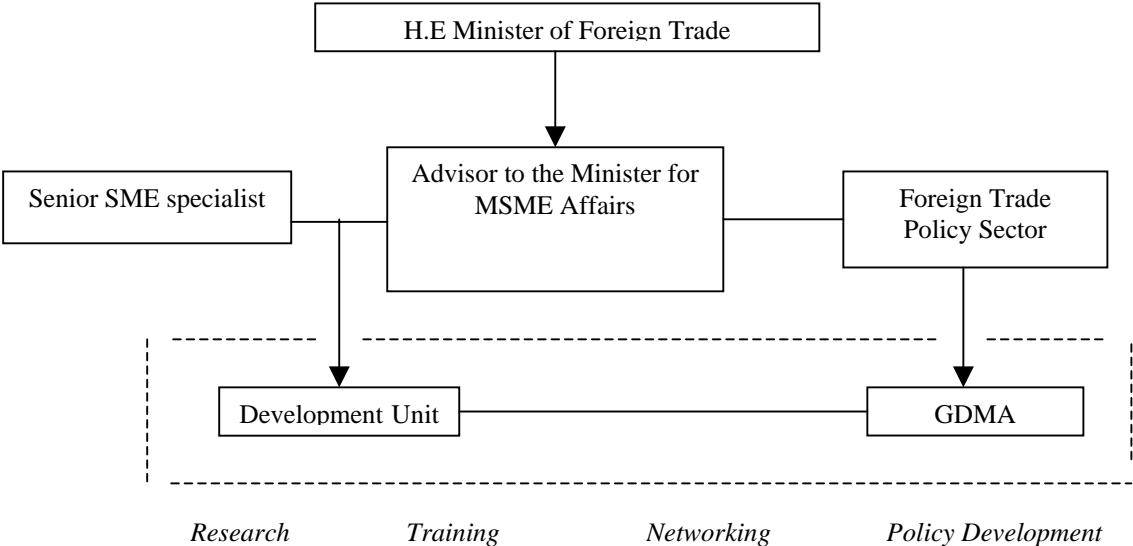 H.E Minister of Foreign Trade
Advisor to the Minister for
MSME Affairs
Senior SME specialist
Foreign Trade
Policy Sector
Development Unit
GDMA
Research Training Networking Policy Development